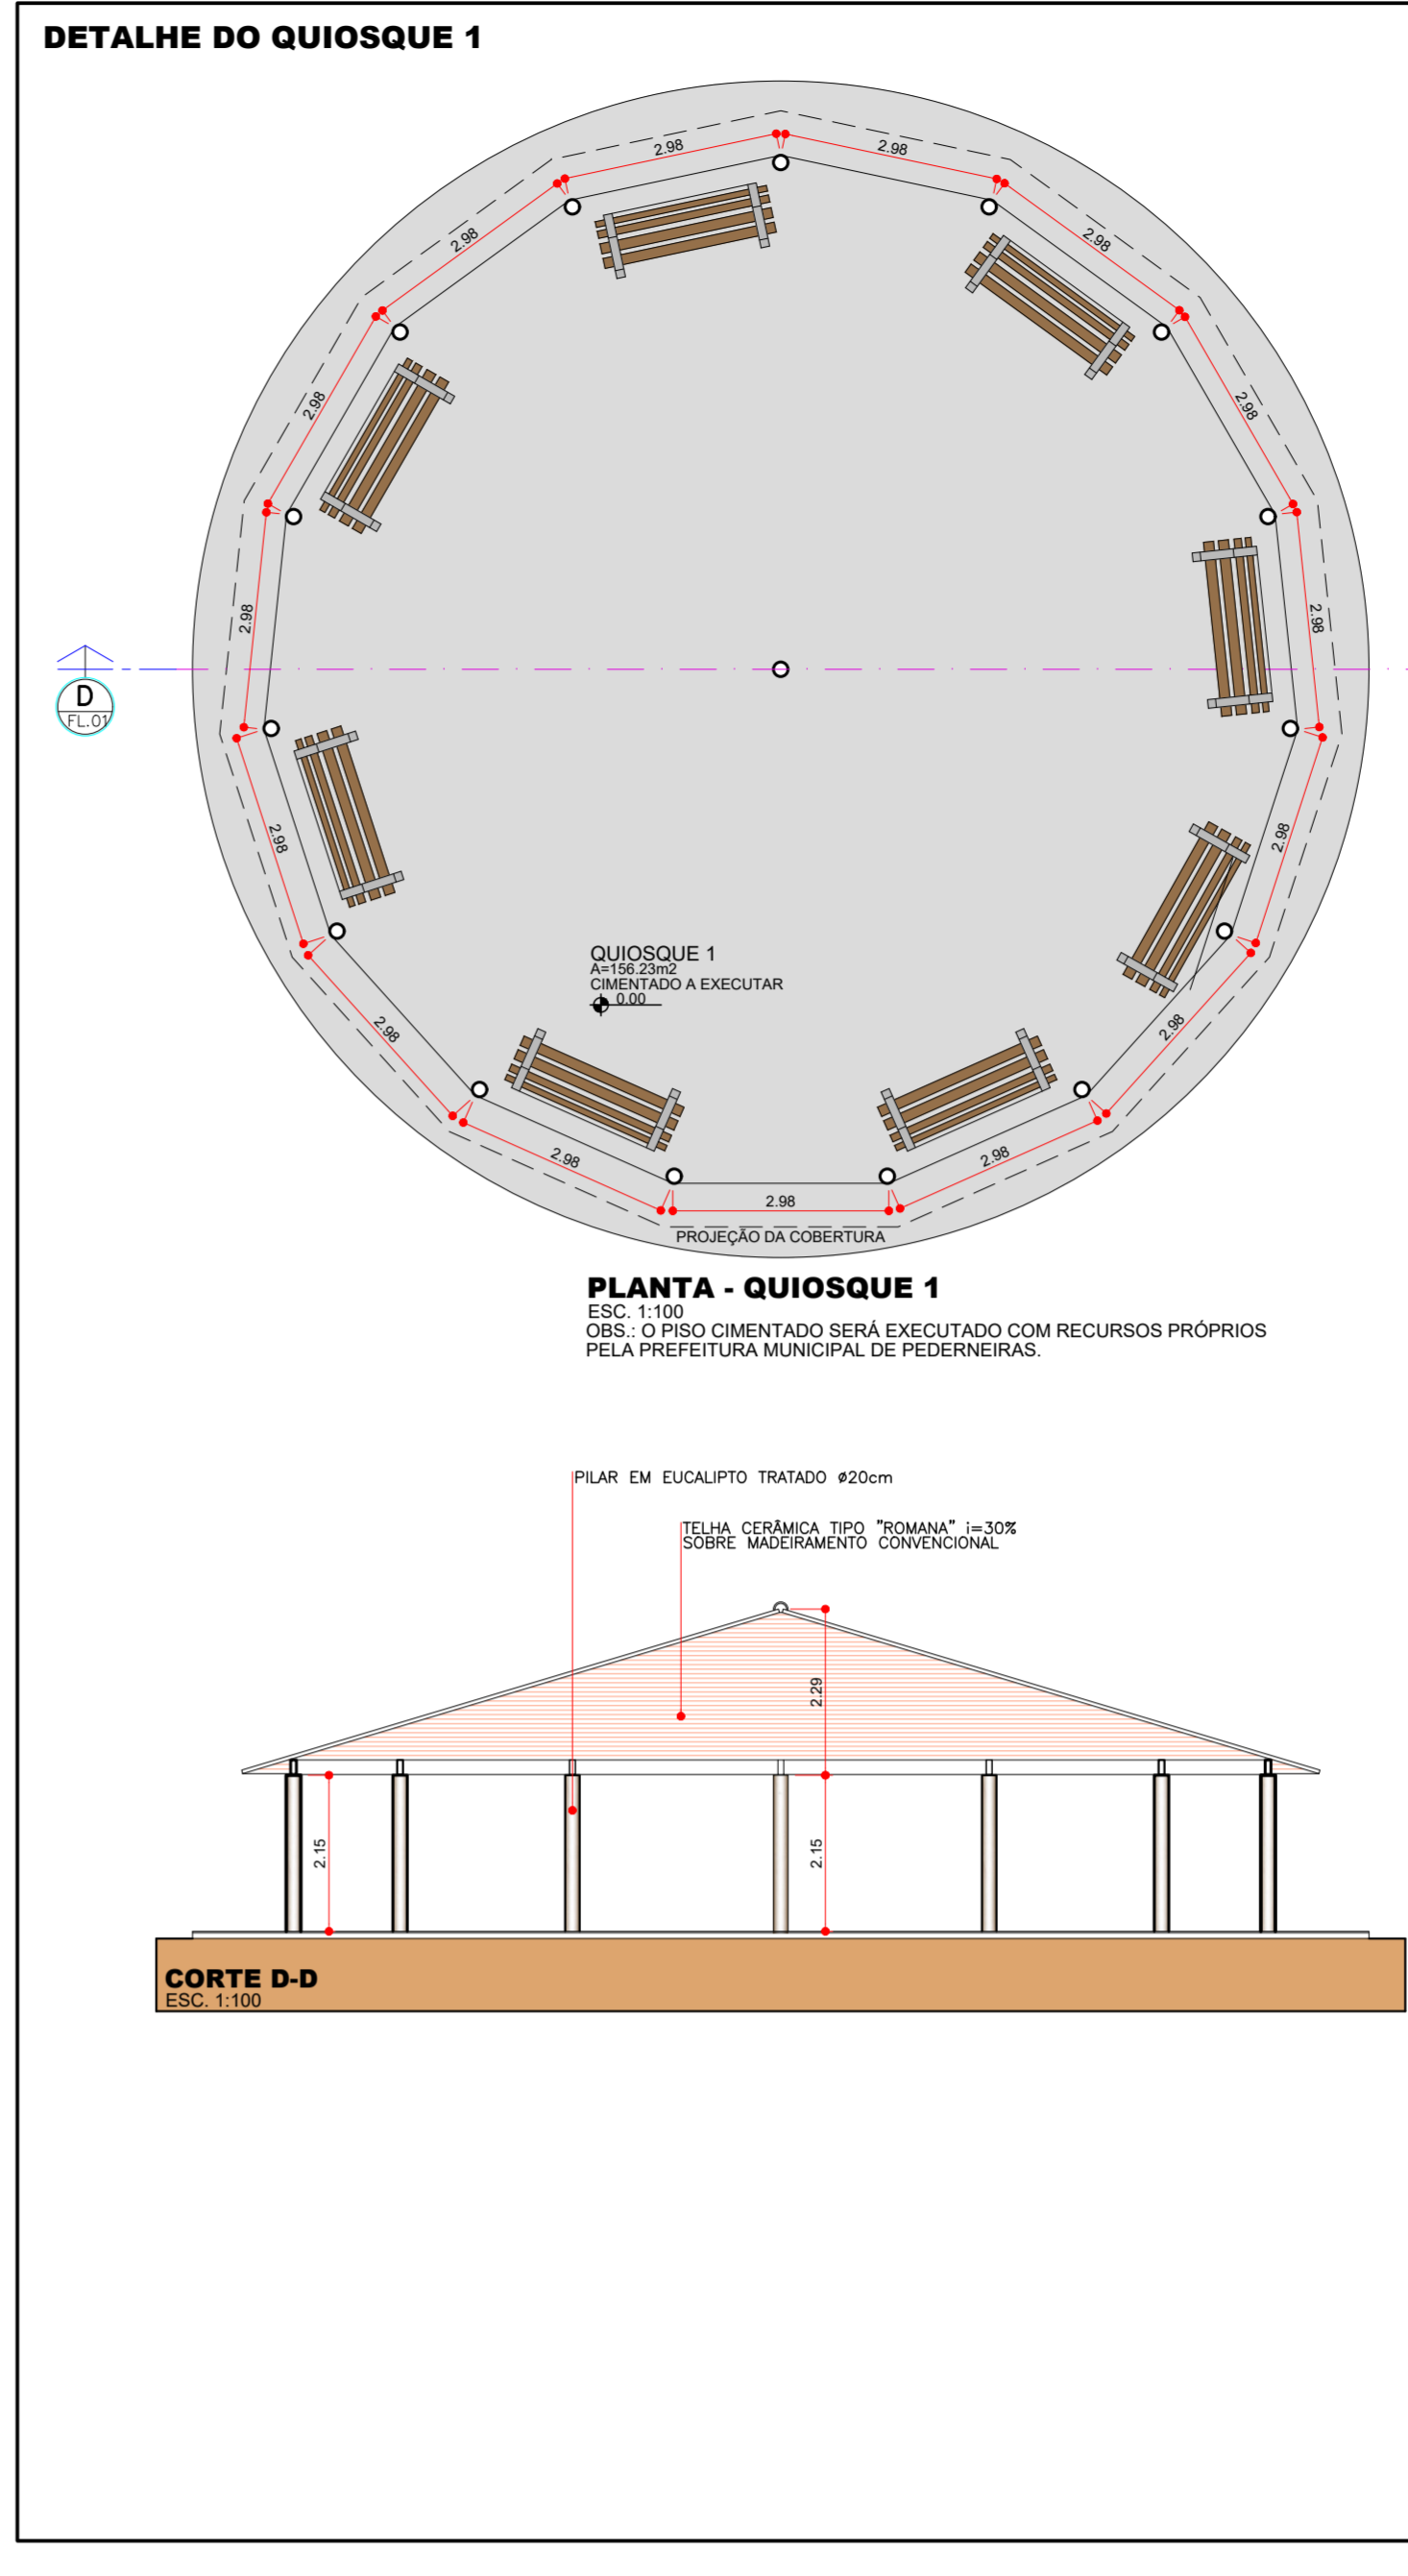 DETALHE DO QUIOSQUE 1
2.98
2.98
2.98
2.98
2.98
2.98
2.98
2.98
D
FL.01
2.98
2.98
QUIOSQUE 1
A=156.23m2
CIMENTADO A EXECUTAR
0.00
2.98
2.98
2.98
2.98
2.98
PROJEÇÃO DA COBERTURA
PLANTA - QUIOSQUE 1
ESC. 1:100
OBS.: O PISO CIMENTADO SERÁ EXECUTADO COM RECURSOS PRÓPRIOS
PELA PREFEITURA MUNICIPAL DE PEDERNEIRAS.
PILAR EM EUCALIPTO TRATADO ø20cm
TELHA CERÂMICA TIPO "ROMANA" i=30%
SOBRE MADEIRAMENTO CONVENCIONAL
2.29
2.15
2.15
CORTE D-D
ESC. 1:100